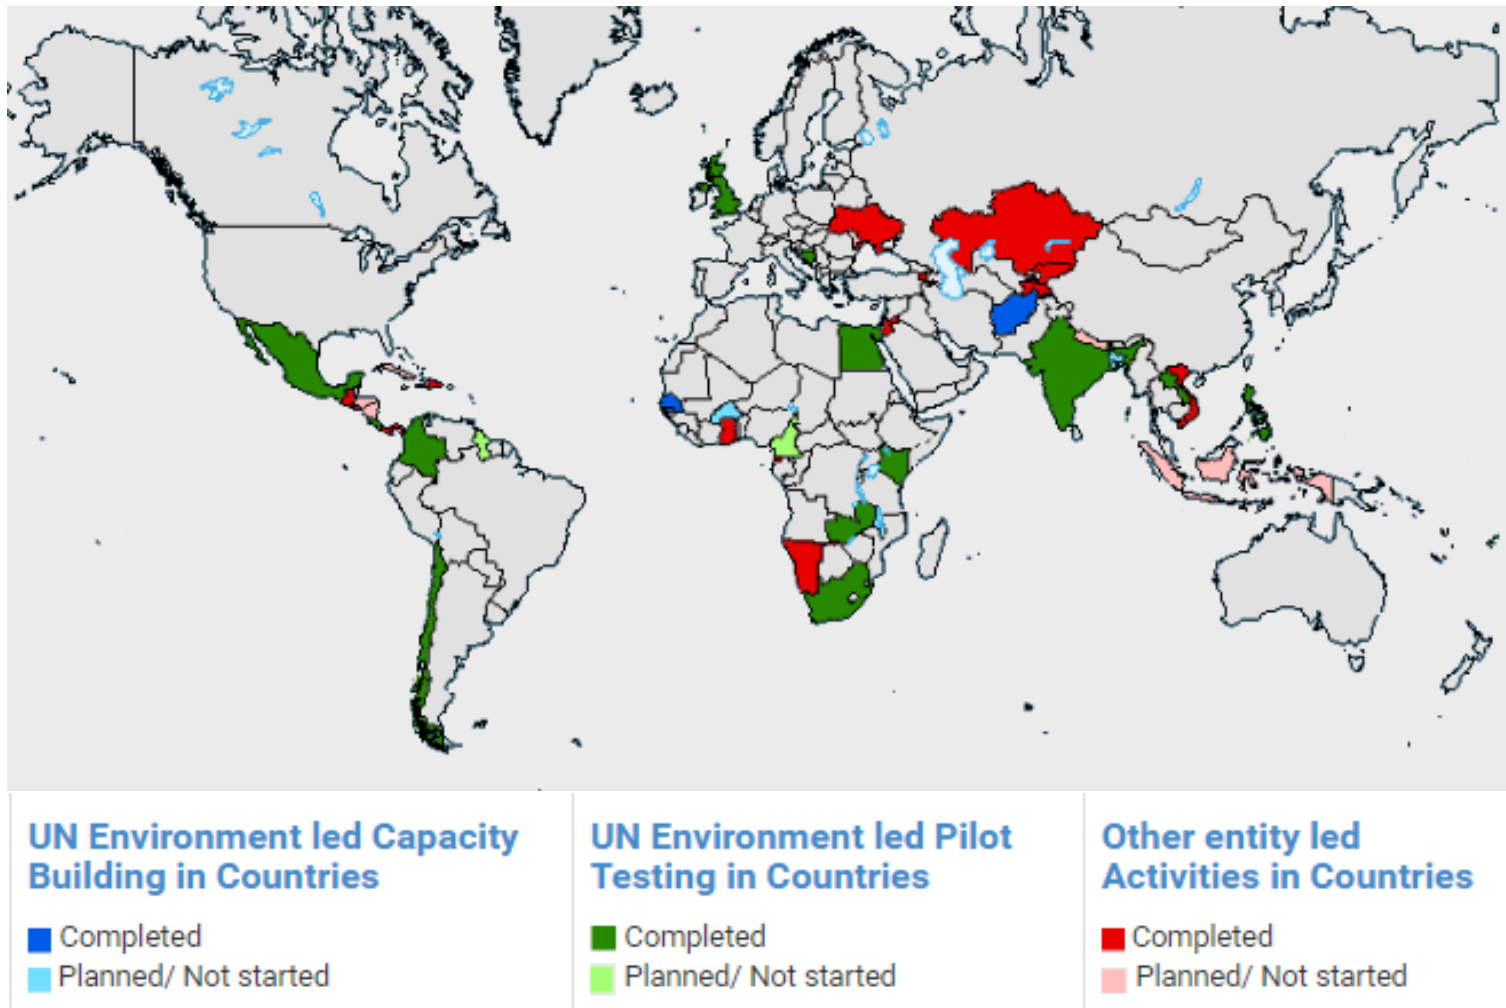 UN Environment led Capacity
Building in Countries
Completed
Planned/ Not started
UN Environment led Pilot
Testing in Countries
Completed
Planned/ Not started
Other entity led
Activities in Countries
Completed
Planned/ Not started